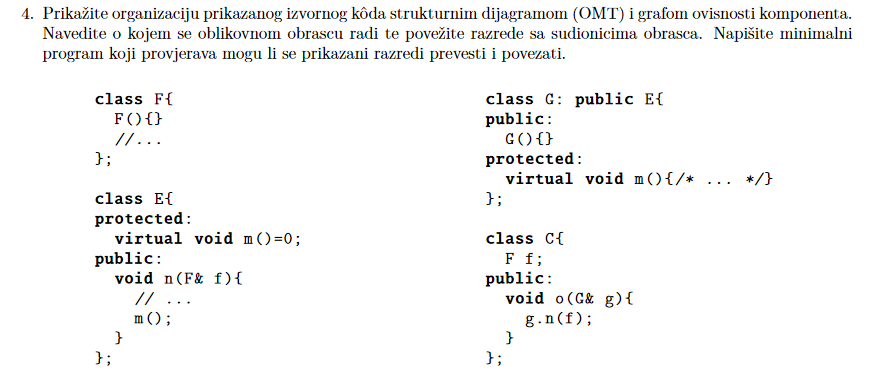 4. Prikažite organizaciju prikazanog izvornog kôda strukturnim dijagramom (OMT) i grafom ovisnosti komponenta.
Navedite o kojem se oblikovnom obrascu radi te povežite razrede sa sudionicima obrasca. Napišite minimalni
program koji provjerava mogu li se prikazani razredi prevesti i povezati.
class F{
F(){}
//...
};
class E{
protected:
virtual void m()=0;
public:
void n(F& f){
// ...
m();
}
};
class G: public E{
public:
G(){}
protected:
virtual void m(){/* ... */}
};
class C{
F f;
public:
void o(G& g){
g.n(f);
}
};